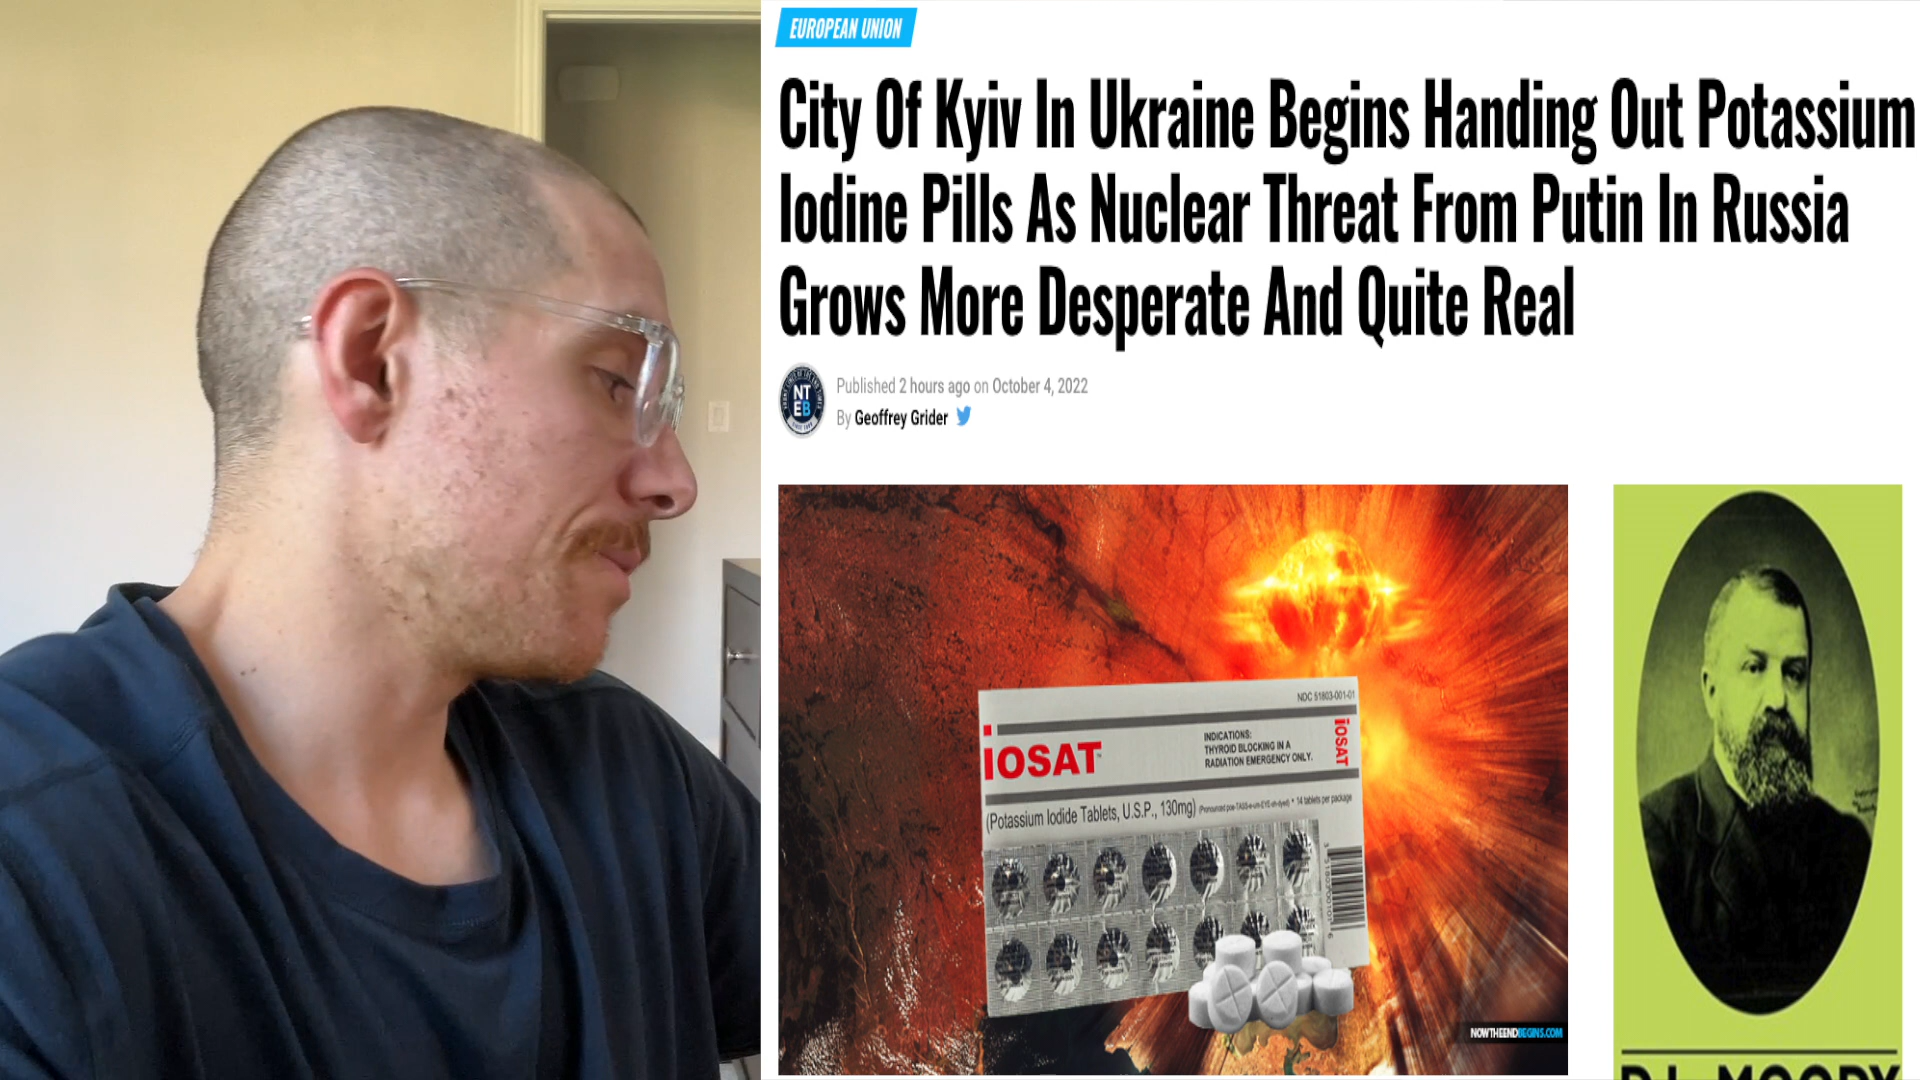 EUROPEAN UNION
City Of Kyiv In Ukraine Begins Handing Out Potassium
Iodine Pills As Nuclear Threat From Putin In Russia
Grows More Desperate And Quite Real
NT
EB
Published 2 hours ago on October 4, 2022
By Geoffrey Grider
NDC 51803-001-01
iOSAT
INDICATIONS:
THYROID BLOCKING IN A
RADIATION EMERGENCY ONLY.
iOSAT
(Potassium Iodide Tablets, U.S.P., 130mg)
14 tablets per package
NOWTHEENDBEGINS.COM
D.L. MOODY